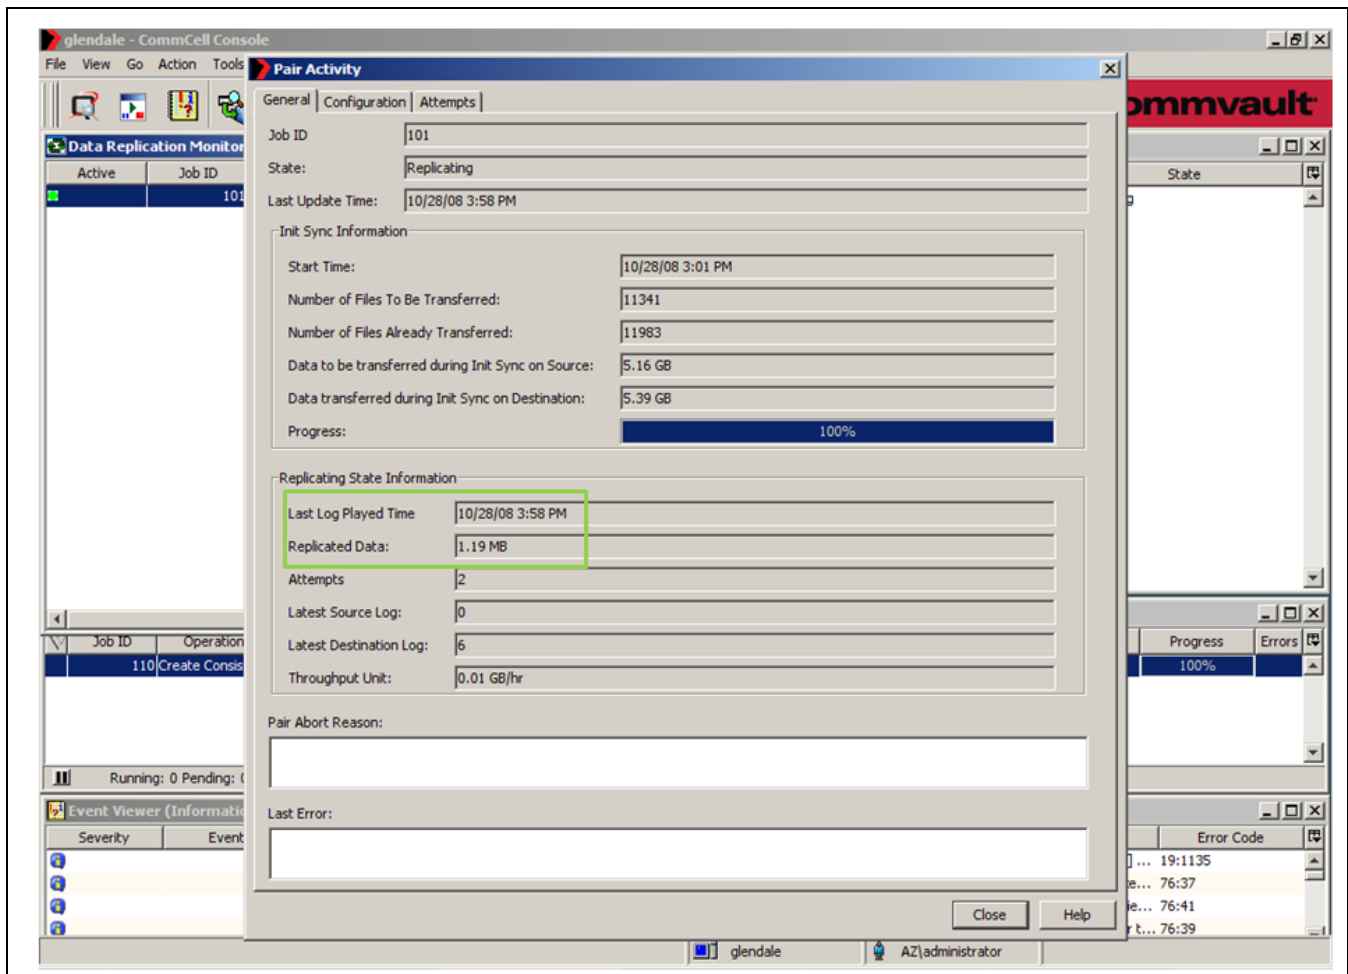 glendale - CommCell Console
File View Go Action Tools
Pair Activity
General Configuration Attempts
ommvault
Job ID 101
State: Replicating
Last Update Time: 10/28/08 3:58 PM
Init Sync Information
Start Time: 10/28/08 3:01 PM
Number of Files To Be Transferred: 11341
Number of Files Already Transferred: 11983
Data to be transferred during Init Sync on Source: 5.16 GB
Data transferred during Init Sync on Destination: 5.39 GB
Progress: 100%
Replicating State Information
Last Log Played Time 10/28/08 3:58 PM
Replicated Data: 1.19 MB
Attempts 2
Latest Source Log: 0
Latest Destination Log: 6
Throughput Unit: 0.01 GB/hr
Pair Abort Reason:
Last Error:
Close Help
Data Replication Monitor
Active Job ID State
101 g
Job ID Operation Progress Errors
110 Create Consis 100%
Running: 0 Pending:
Event Viewer (Informatio
Severity Event Error Code
] ... 19:1135
e... 76:37
ie... 76:41
r t... 76:39
glendale AZ\administrator